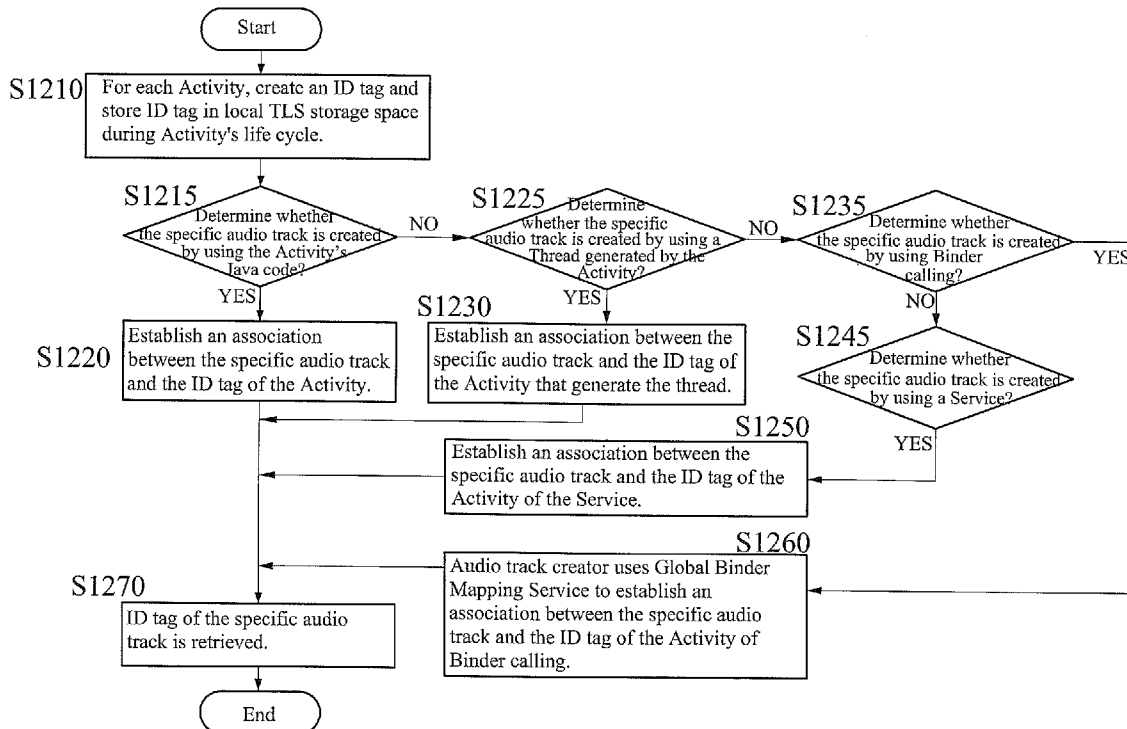 Start
S1210
For each Activity, create an ID tag and
store ID tag in local TLS storage space
during Activity's life cycle.
S1215
Determine whether
the specific audio track is created
by using the Activity's
Java code?
NO
YES
S1225
Determine
whether the specific
audio track is created by using a
Thread generated by the
Activity?
NO
YES
S1235
Determine whether
the specific audio track is created
by using Binder
calling?
YES
NO
S1220
Establish an association
between the specific audio track
and the ID tag of the Activity.
S1230
Establish an association between the
specific audio track and the ID tag of
the Activity that generate the thread.
S1245
Determine whether
the specific audio track is created
by using a Service?
YES
S1250
Establish an association between the
specific audio track and the ID tag of the
Activity of the Service.
S1260
Audio track creator uses Global Binder
Mapping Service to establish an
association between the specific audio
track and the ID tag of the Activity of
Binder calling.
S1270
ID tag of the specific audio
track is retrieved.
End